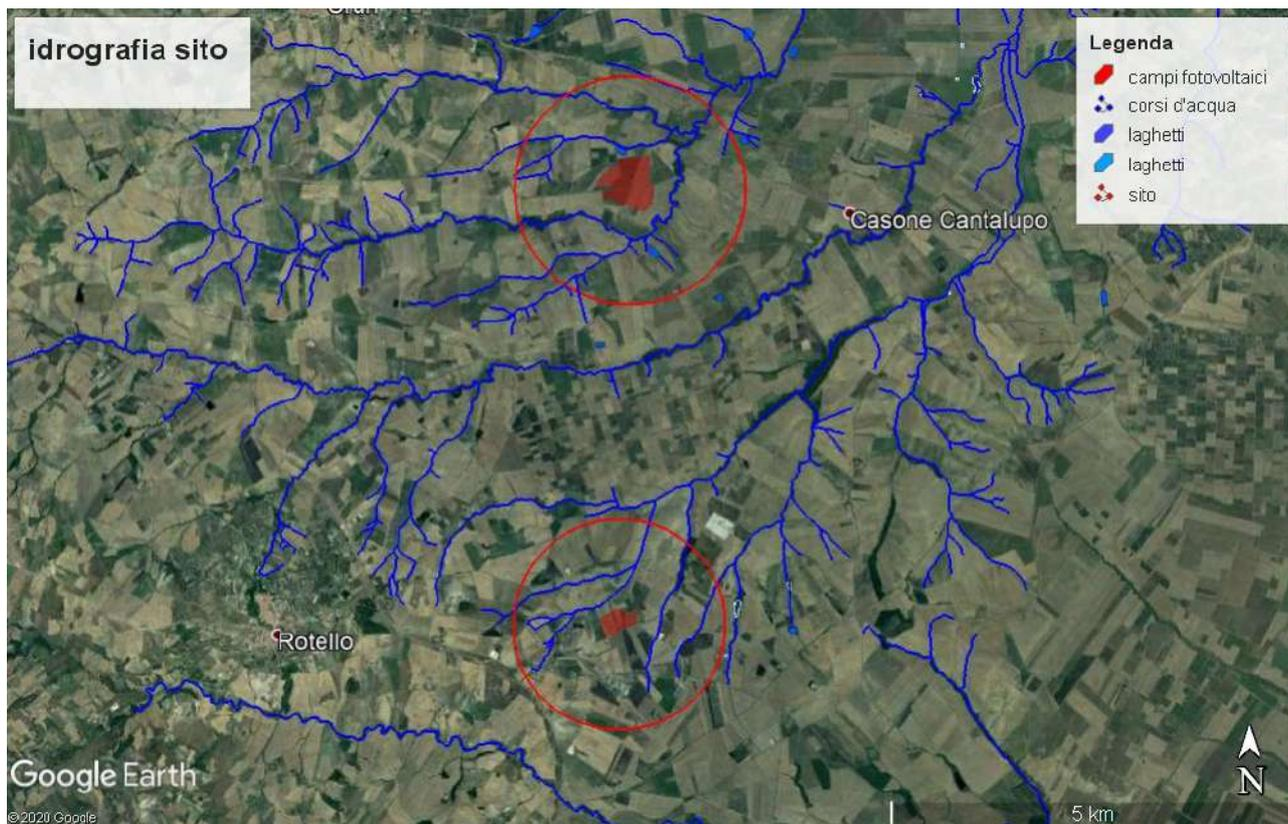 idrografia sito
Legenda
campi fotovoltaici
corsi d'acqua
laghetti
laghetti
sito
Casone Cantalupo
Rotello
Google Earth
N
©2020 Google
5 km